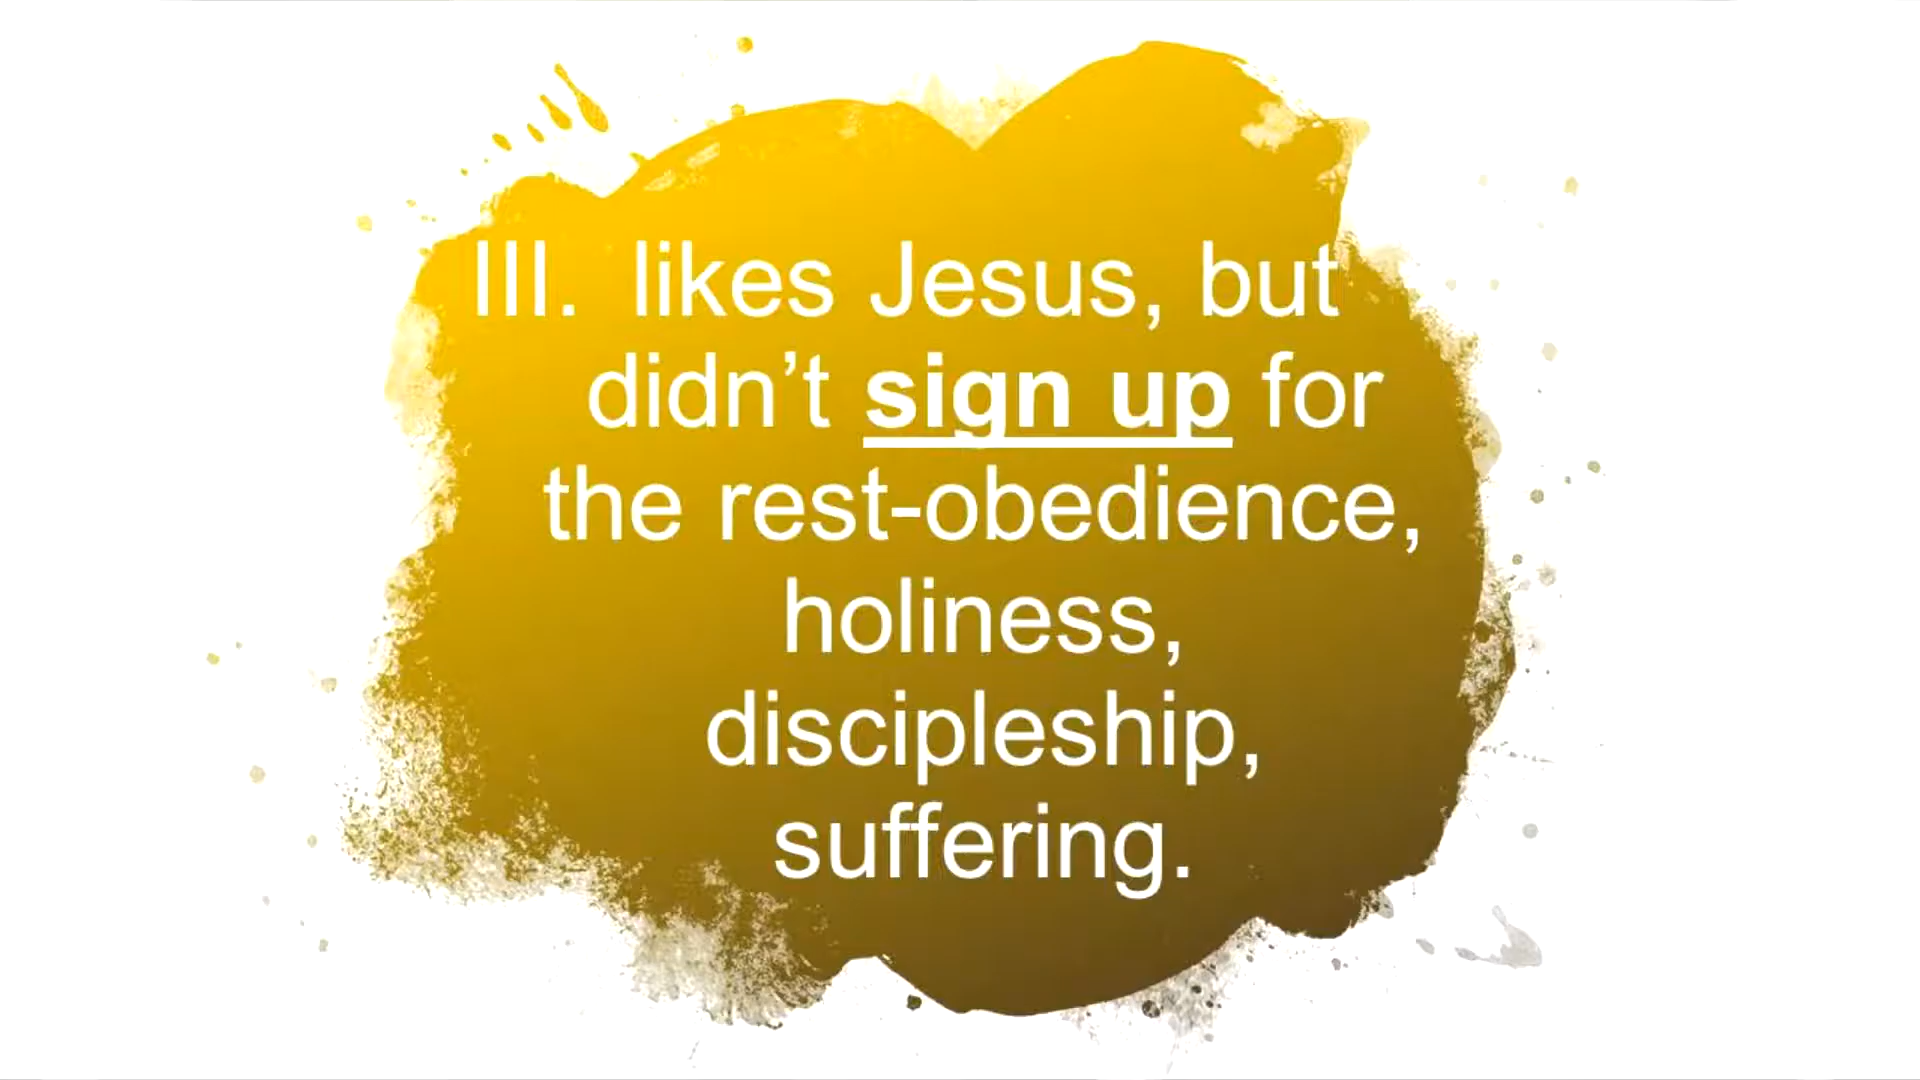 III. likes Jesus, but
didn’t sign up for
the rest-obedience,
holiness,
discipleship,
suffering.